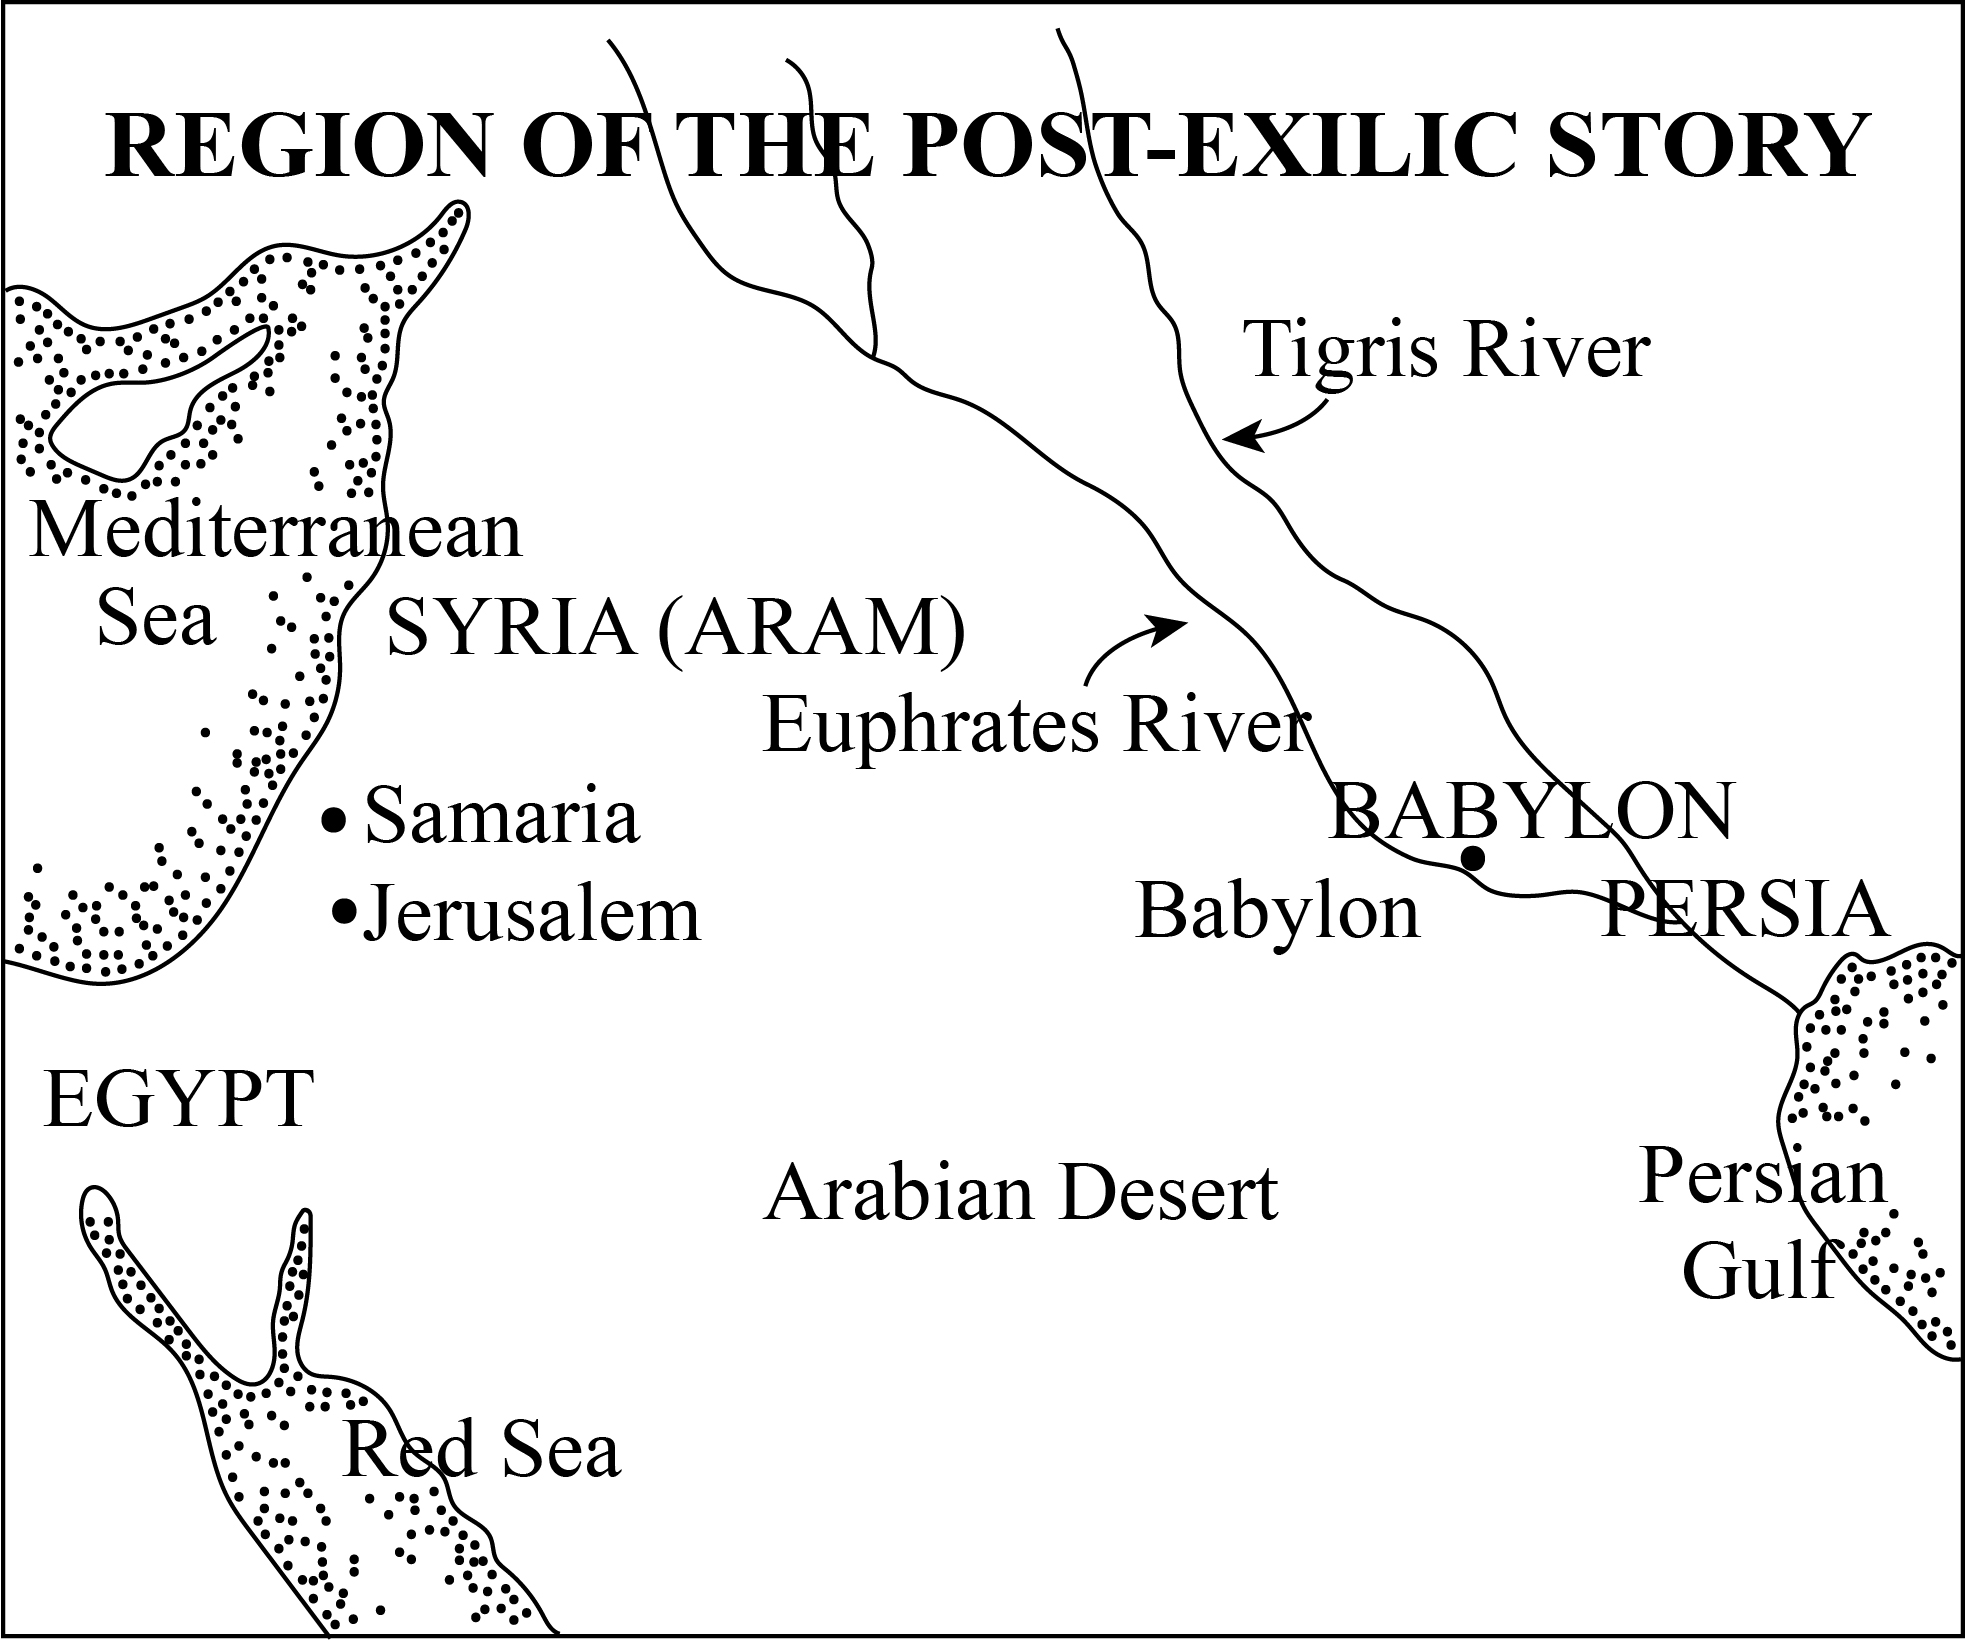 REGION OF THE POST-EXILIC STORY
Tigris River
Mediterranean
Sea
SYRIA (ARAM)
Euphrates River
Samaria
BABYLON
Jerusalem
Babylon
PERSIA
EGYPT
Arabian Desert
Persian
Gulf
Red Sea